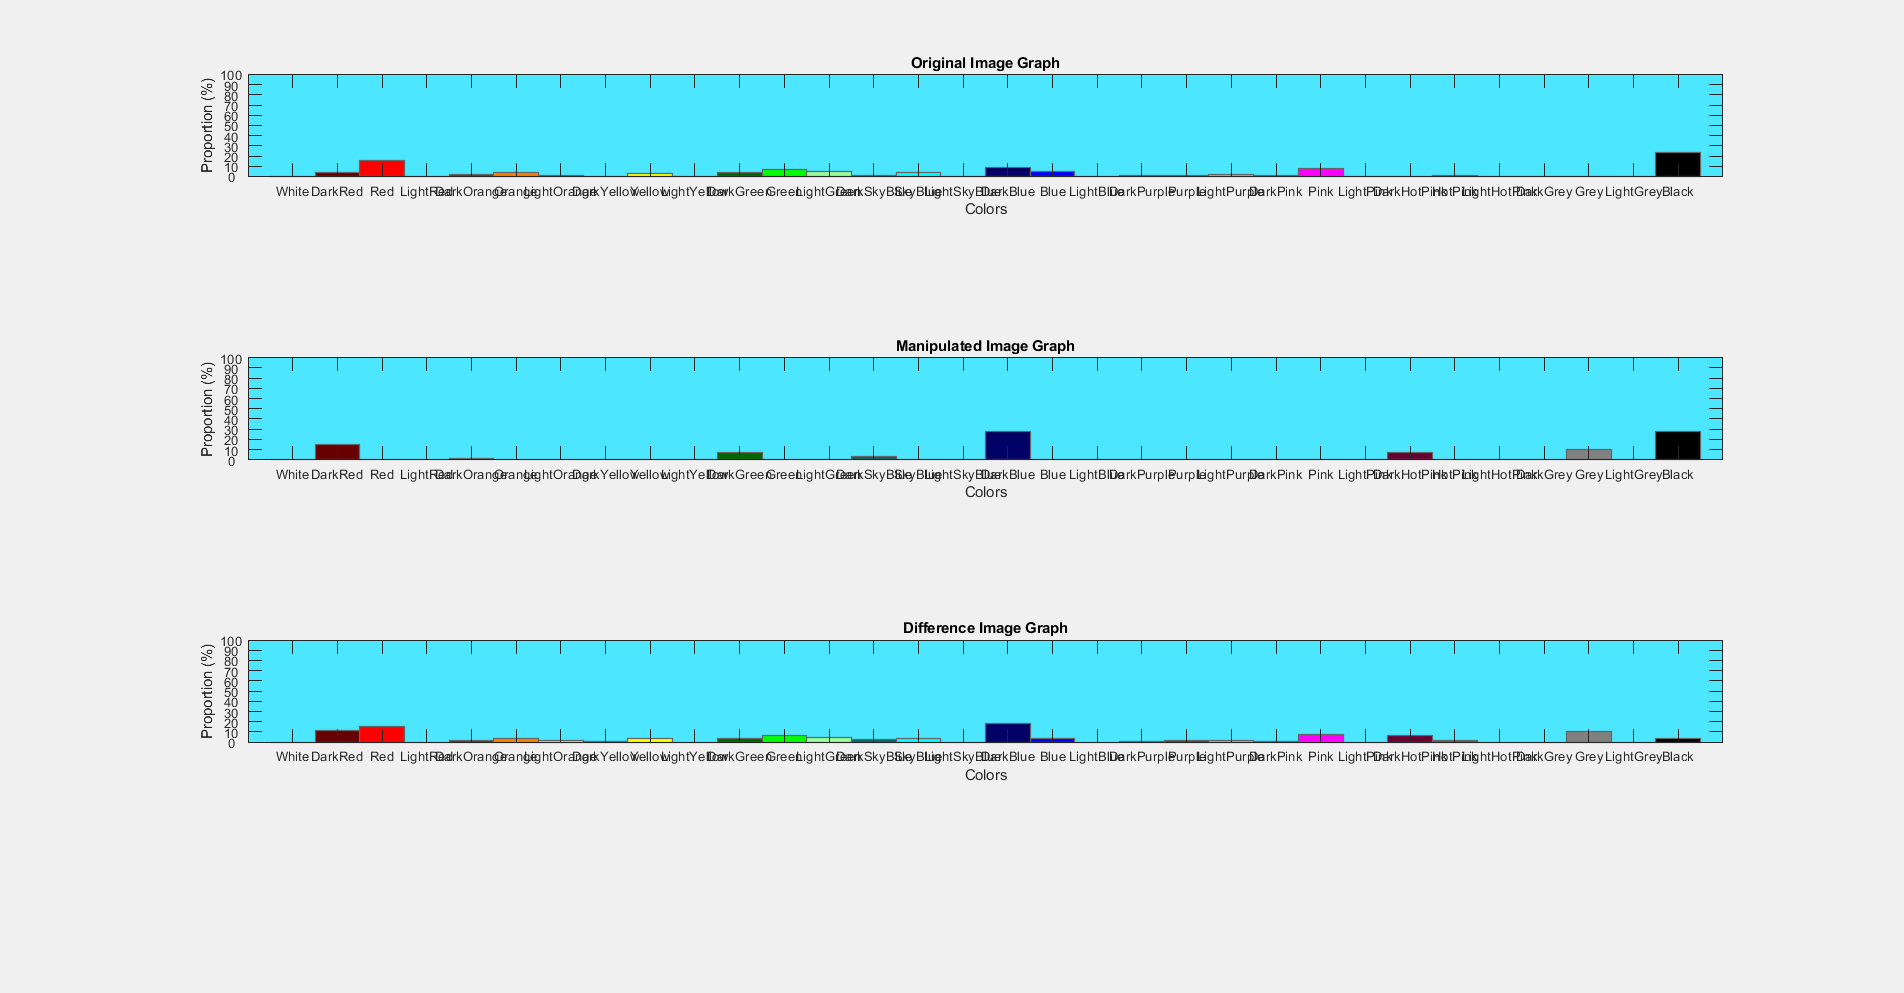 Original Image Graph
Proportion (%)
100
90
80
70
60
50
40
30
20
10
0
White DarkRed Red LightRed DarkOrange Orange LightOrange DarkYellow Yellow LightYellow DarkGreen Green LightGreen DarkSkyBlue SkyBlue LightSkyBlue DarkBlue Blue LightBlue DarkPurple Purple LightPurple DarkPink Pink LightPink DarkHotPink HotPink LightHotPink DarkGrey Grey LightGrey Black
Colors
Manipulated Image Graph
Proportion (%)
100
90
80
70
60
50
40
30
20
10
0
White DarkRed Red LightRed DarkOrange Orange LightOrange DarkYellow Yellow LightYellow DarkGreen Green LightGreen DarkSkyBlue SkyBlue LightSkyBlue DarkBlue Blue LightBlue DarkPurple Purple LightPurple DarkPink Pink LightPink DarkHotPink HotPink LightHotPink DarkGrey Grey LightGrey Black
Colors
Difference Image Graph
Proportion (%)
100
90
80
70
60
50
40
30
20
10
0
White DarkRed Red LightRed DarkOrange Orange LightOrange DarkYellow Yellow LightYellow DarkGreen Green LightGreen DarkSkyBlue SkyBlue LightSkyBlue DarkBlue Blue LightBlue DarkPurple Purple LightPurple DarkPink Pink LightPink DarkHotPink HotPink LightHotPink DarkGrey Grey LightGrey Black
Colors